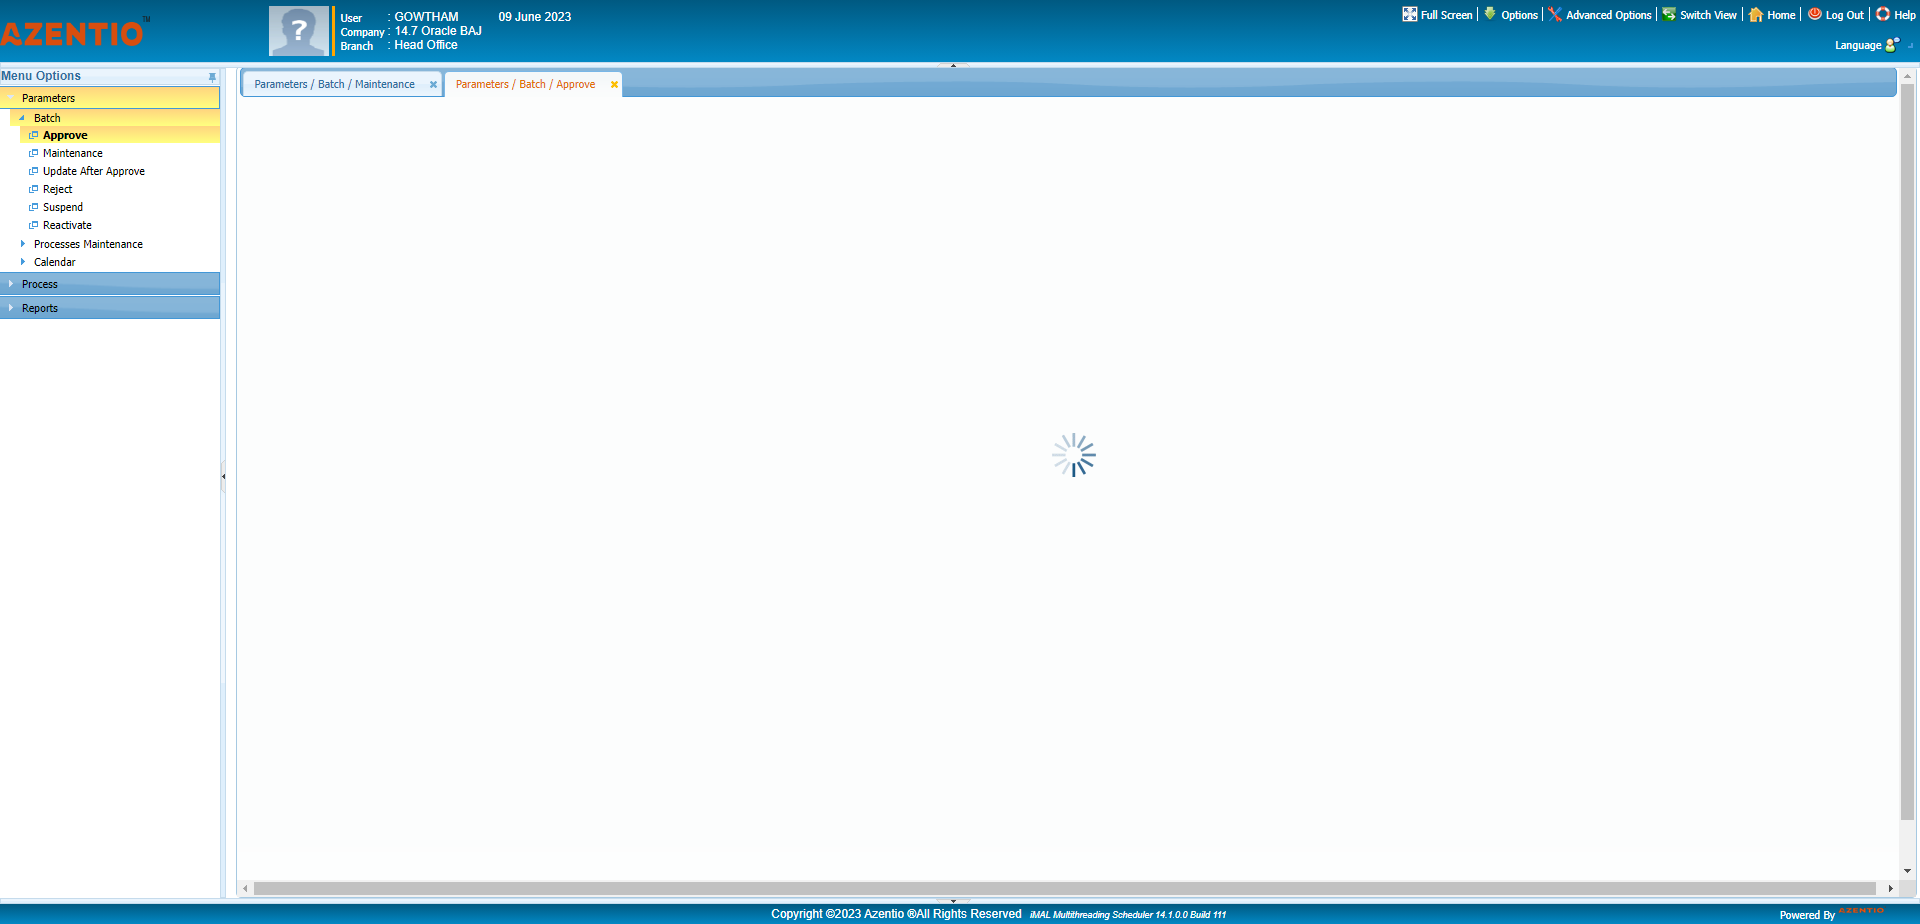 AZENTIO™
?
User : GOWTHAM 09 June 2023
Company : 14.7 Oracle BAJ
Branch : Head Office
Full Screen Options Advanced Options Switch View Home Log Out Help
Language
Menu Options
Parameters
Batch
Approve
Maintenance
Update After Approve
Reject
Suspend
Reactivate
Processes Maintenance
Calendar
Process
Reports
Parameters / Batch / Maintenance
Parameters / Batch / Approve
Copyright ©2023 Azentio ®All Rights Reserved iMAL Multithreading Scheduler 14.1.0.0 Build 111
Powered By AZENTIO